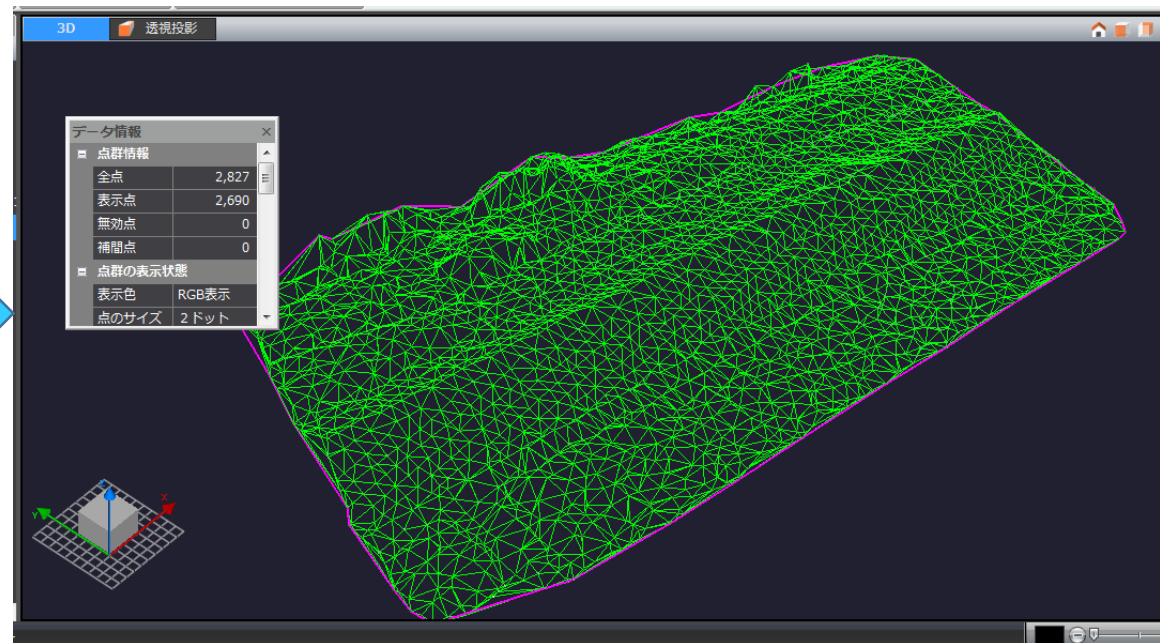 3D 透視投影
データ情報 ×
点群情報
全点 2,827
表示点 2,690
無効点 0
補間点 0
点群の表示状態
表示色 RGB表示
点のサイズ 2 ドット
X
Y